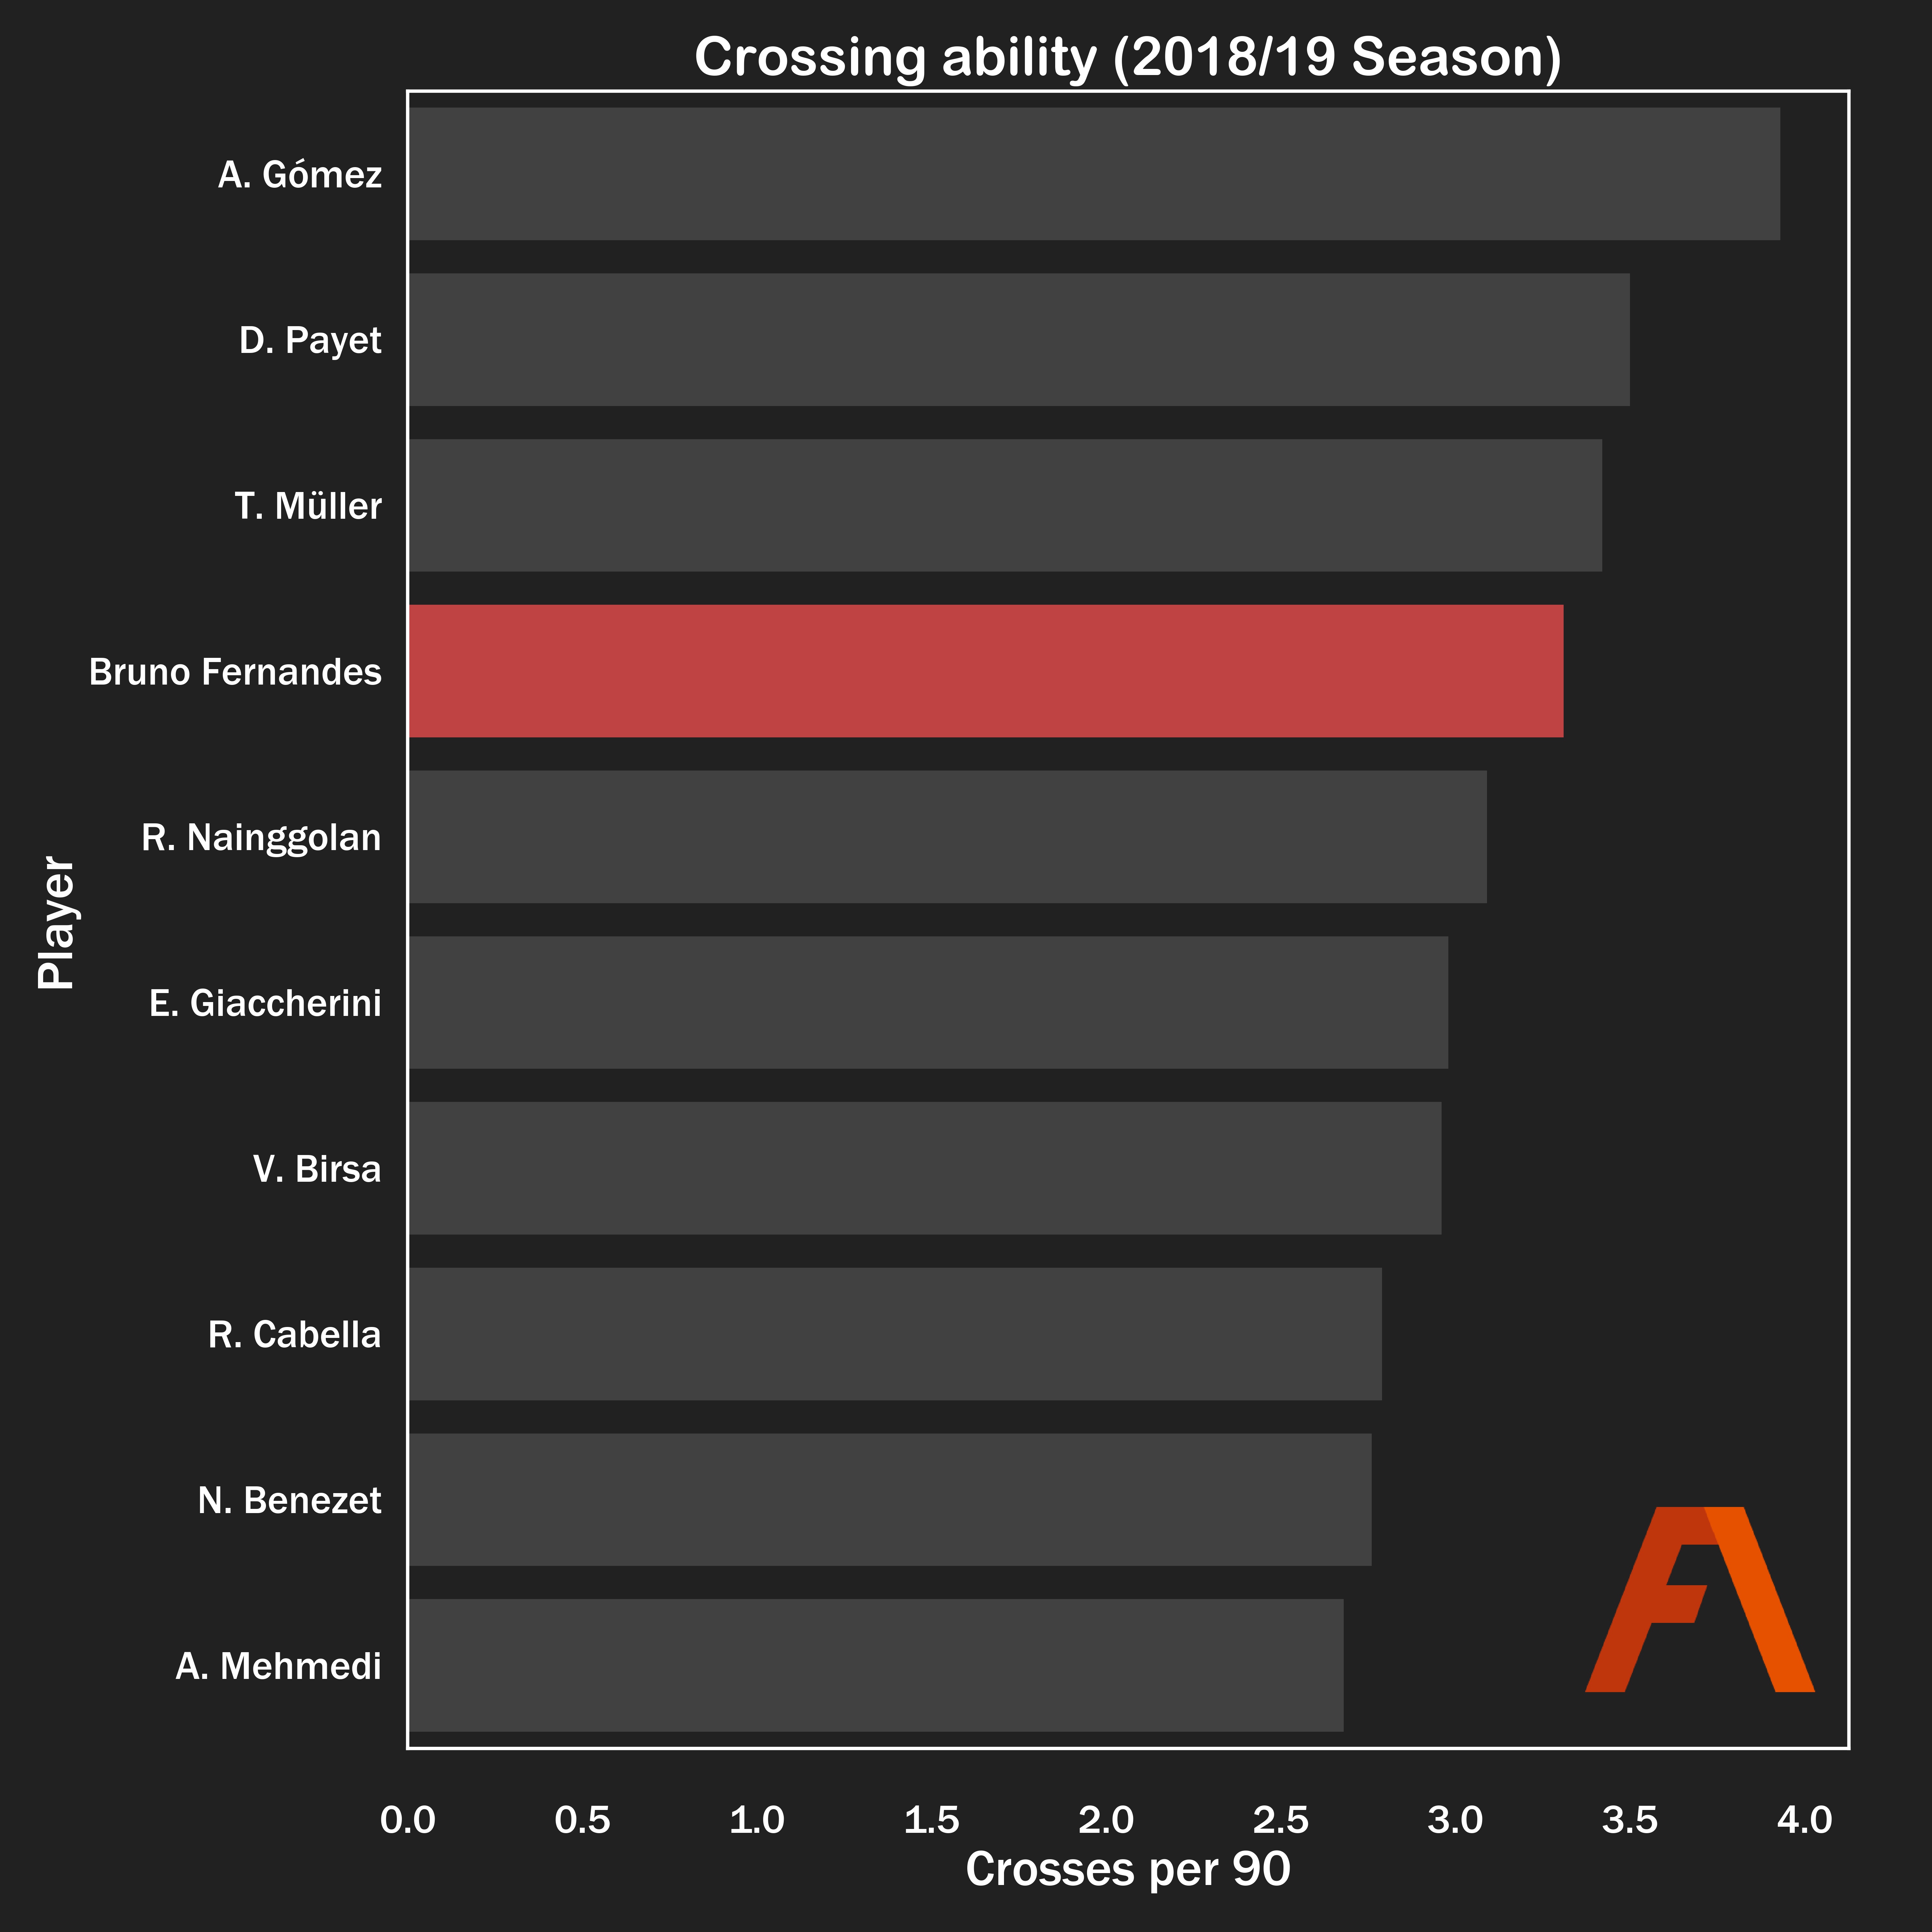 Crossing ability (2018/19 Season)
A. Gómez
D. Payet
T. Müller
Bruno Fernandes
R. Nainggolan
E. Giaccherini
V. Birsa
R. Cabella
N. Benezet
A. Mehmedi
Player
0.0 0.5 1.0 1.5 2.0 2.5 3.0 3.5 4.0
Crosses per 90